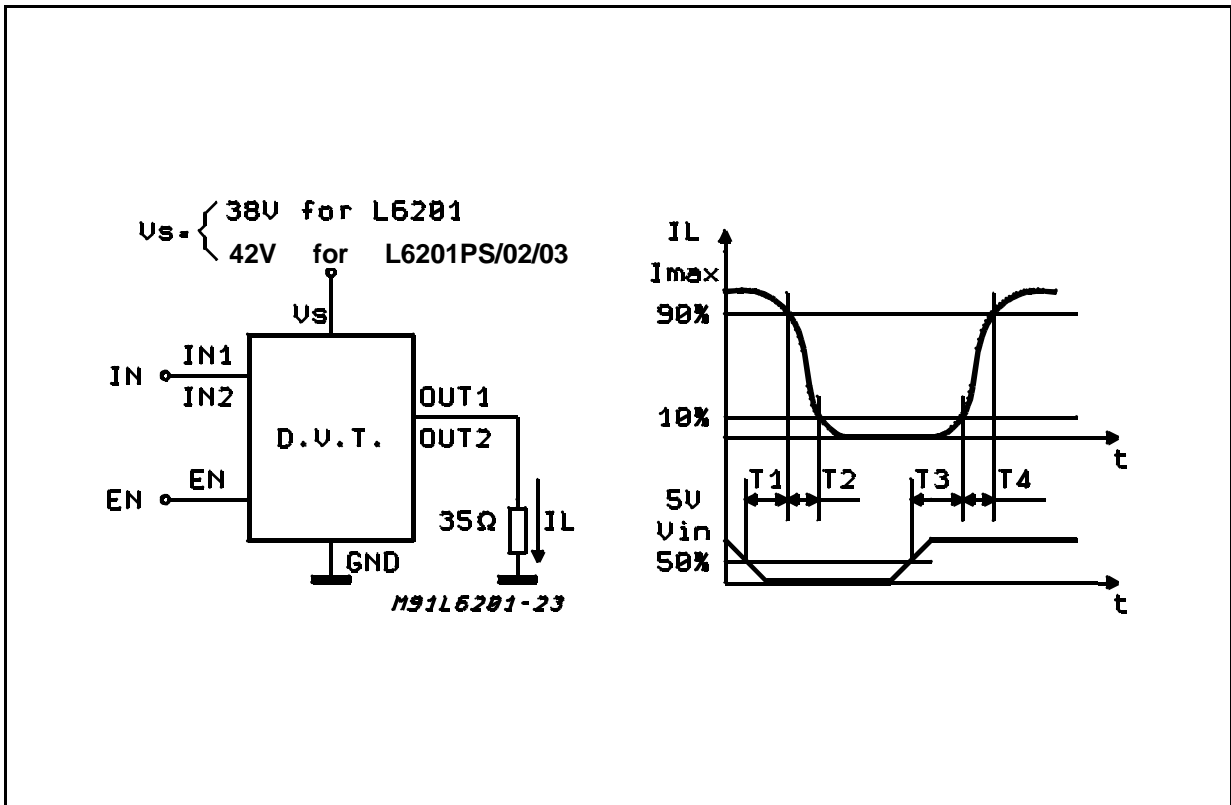 Vs= { 38V for L6201
42V for L6201PS/02/03
Vs
IN
IN1
IN2
OUT1
OUT2
D.V.T.
EN
EN
35Ω
IL
GND
M91L6201-23
IL
Imax
90%
10%
t
T1
T2
T3
T4
5V
Vin
50%
t